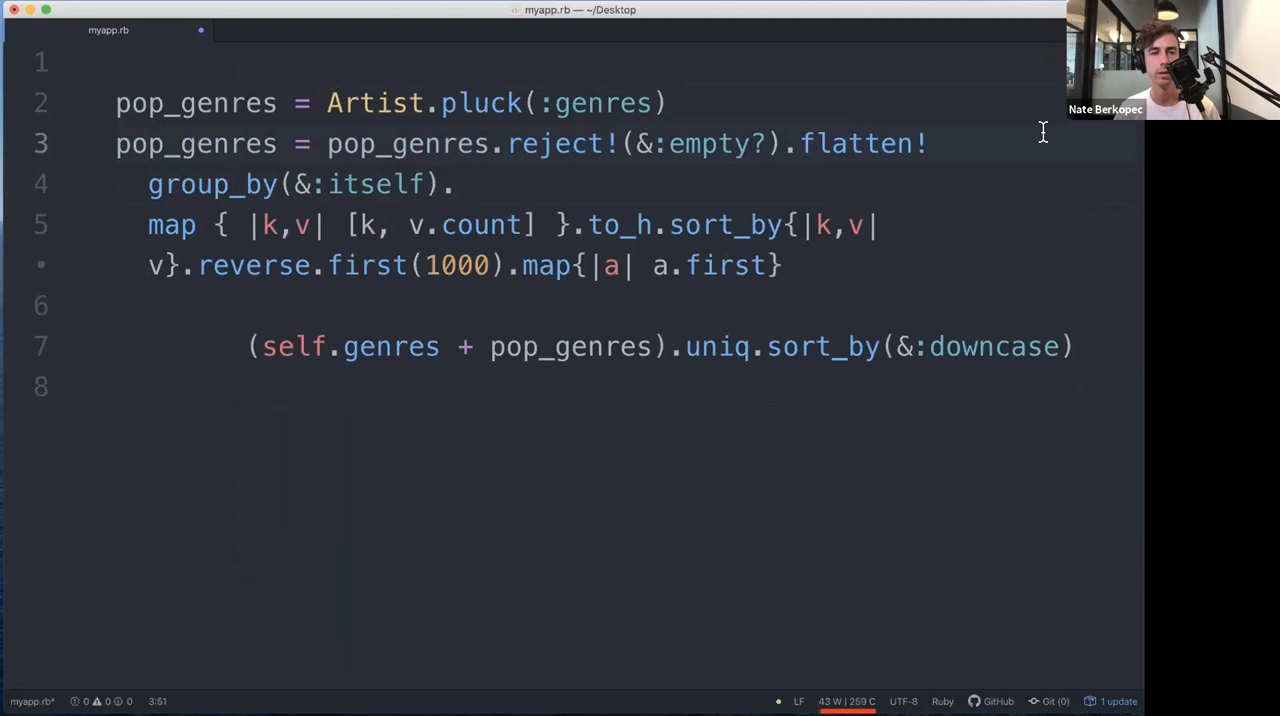 myapp.rb — ~/Desktop
myapp.rb
Nate Berkopec
1
2 pop_genres = Artist.pluck(:genres)
3 pop_genres = pop_genres.reject!(&:empty?).flatten!
4 group_by(&:itself).
5 map { |k,v| [k, v.count] }.to_h.sort_by{|k,v|
• v}.reverse.first(1000).map{|a| a.first}
6
7 (self.genres + pop_genres).uniq.sort_by(&:downcase)
8
myapp.rb* 0 0 0 3:51 LF 43 W | 259 C UTF-8 Ruby GitHub Git (0) 1 update